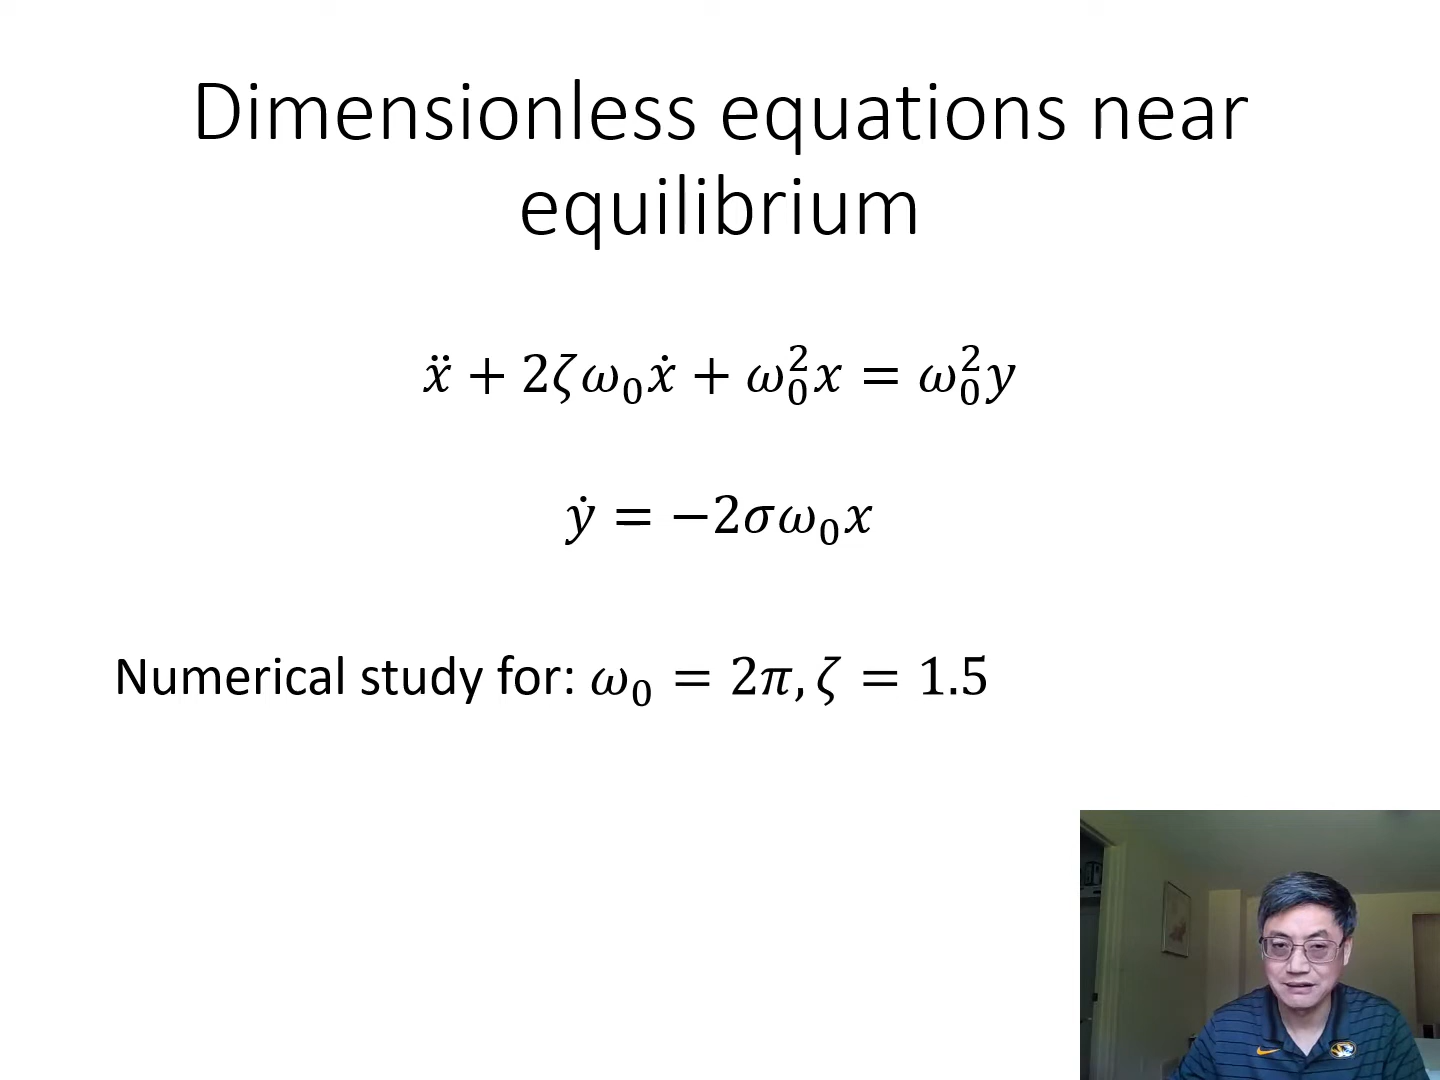 Dimensionless equations near
equilibrium
ẍ + 2ζω₀ẋ + ω₀²x = ω₀²y
ẏ = −2σω₀x
Numerical study for: ω₀ = 2π, ζ = 1.5